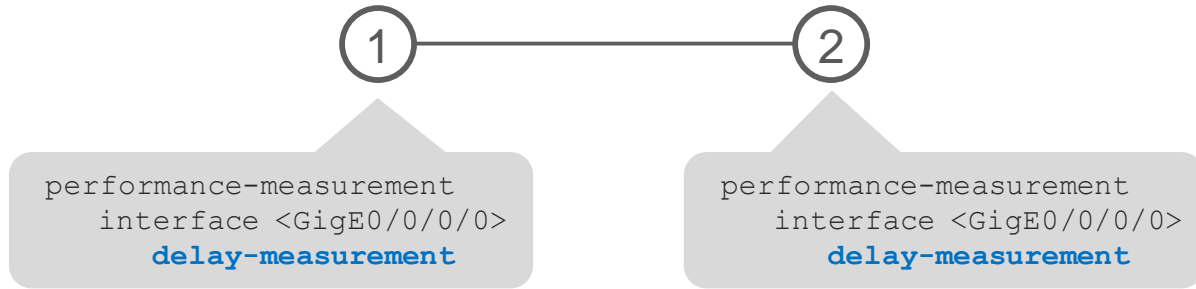 1
2
performance-measurement
interface <GigE0/0/0/0>
delay-measurement
performance-measurement
interface <GigE0/0/0/0>
delay-measurement